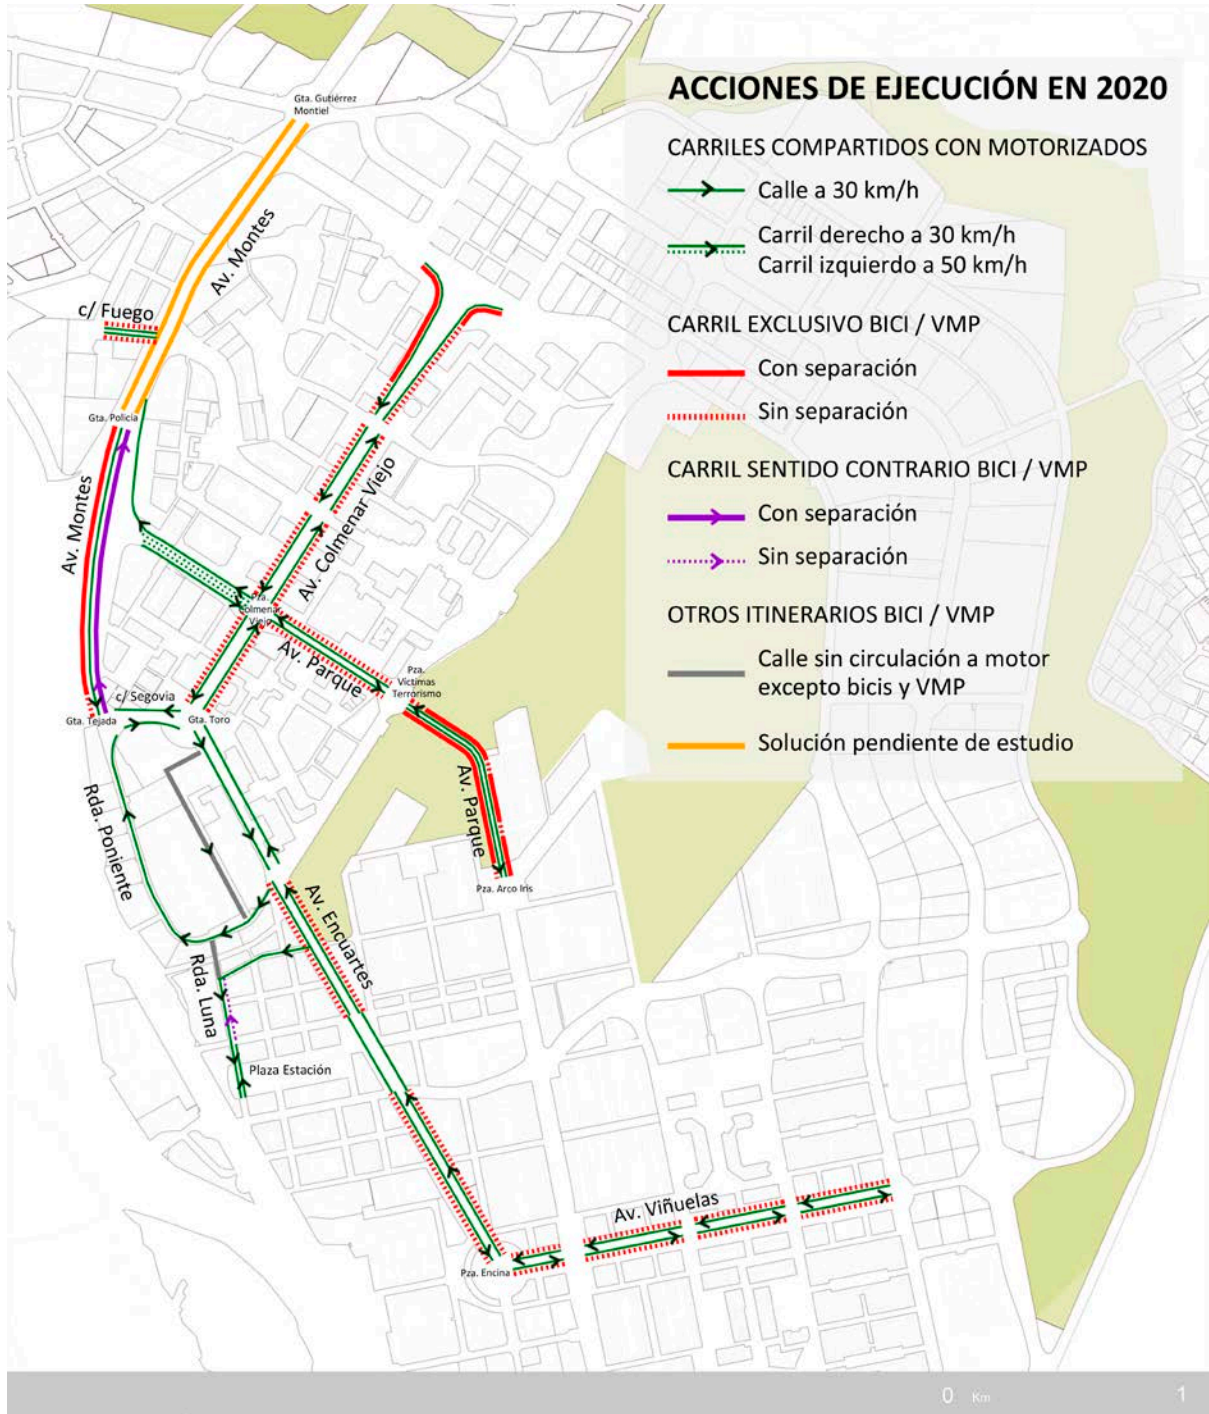 ACCIONES DE EJECUCIÓN EN 2020
CARRILES COMPARTIDOS CON MOTORIZADOS
Calle a 30 km/h
Carril derecho a 30 km/h
Carril izquierdo a 50 km/h
CARRIL EXCLUSIVO BICI / VMP
Con separación
Sin separación
CARRIL SENTIDO CONTRARIO BICI / VMP
Con separación
Sin separación
OTROS ITINERARIOS BICI / VMP
Calle sin circulación a motor
excepto bicis y VMP
Solución pendiente de estudio
Gta. Gutiérrez
Montiel
Av. Montes
c/ Fuego
Gta. Policía
Av. Montes
Av. Colmenar Viejo
Pza.
Colmenar
Viejo
Av. Parque
Pza.
Víctimas
Terrorismo
c/ Segovia
Gta. Tejada
Gta. Toro
Av. Parque
Rda. Poniente
Pza. Arco Iris
Av. Encuartes
Rda. Luna
Plaza Estación
Av. Viñuelas
Pza. Encina
0 Km 1